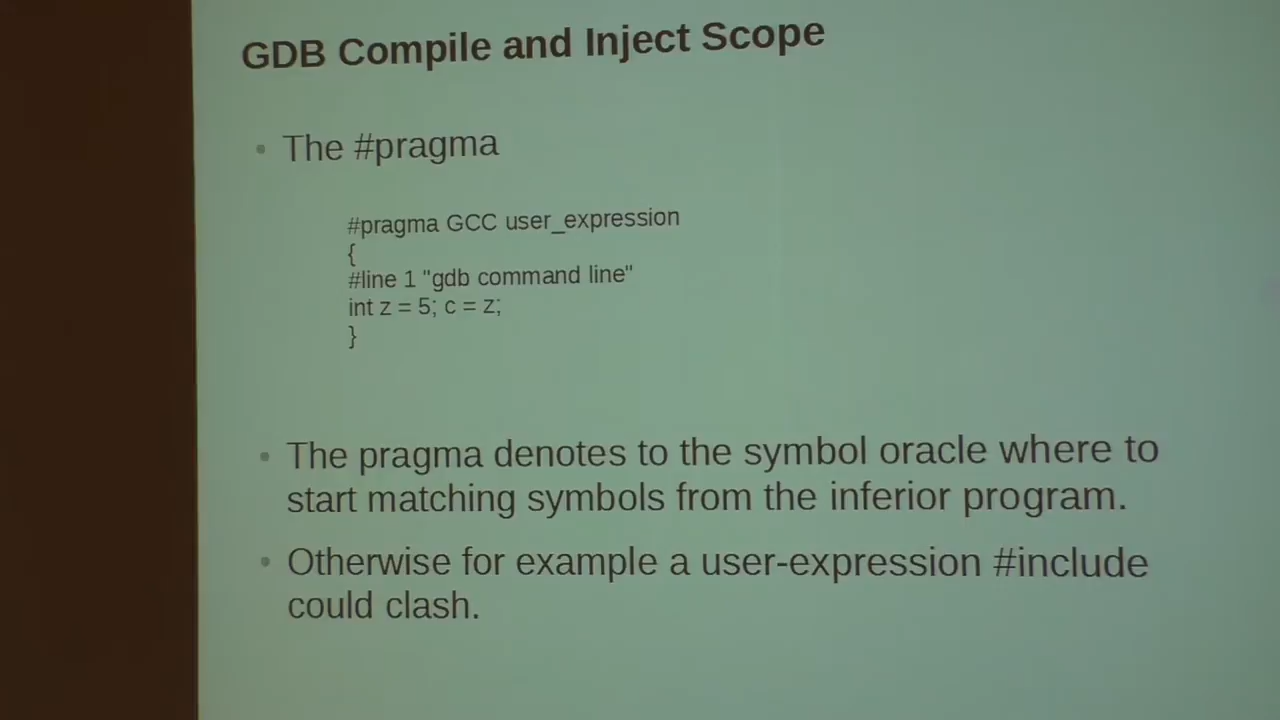 GDB Compile and Inject Scope
The #pragma
#pragma GCC user_expression
{
#line 1 "gdb command line"
int z = 5; c = z;
}
The pragma denotes to the symbol oracle where to
start matching symbols from the inferior program.
Otherwise for example a user-expression #include
could clash.